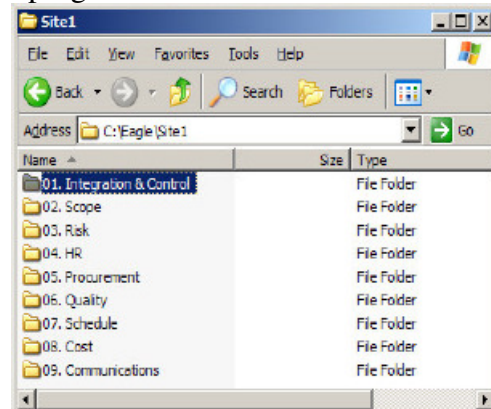 Site1
File Edit View Favorites Tools Help
Back Search Folders
Address C:\Eagle\Site1 Go
Name Size Type
01. Integration & Control File Folder
02. Scope File Folder
03. Risk File Folder
04. HR File Folder
05. Procurement File Folder
06. Quality File Folder
07. Schedule File Folder
08. Cost File Folder
09. Communications File Folder